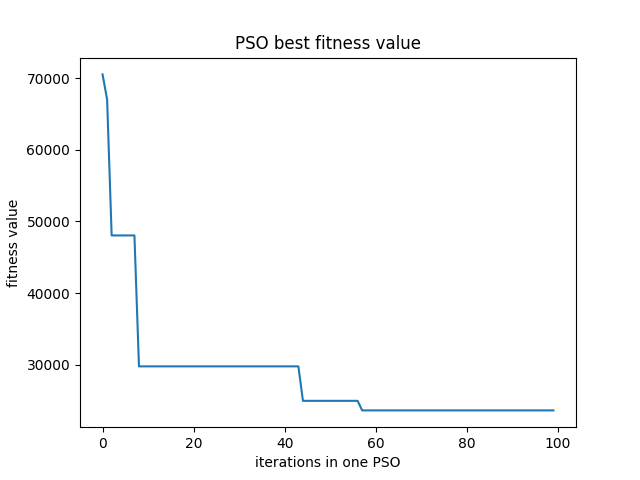 PSO best fitness value
70000
60000
50000
40000
30000
fitness value
0 20 40 60 80 100
iterations in one PSO